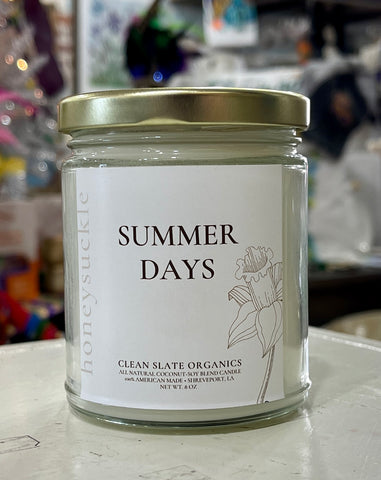 honeysuckle
SUMMER
DAYS
CLEAN SLATE ORGANICS
ALL NATURAL COCONUT-SOY BLEND CANDLE
100% AMERICAN MADE • SHREVEPORT, LA
NET WT. 8 OZ